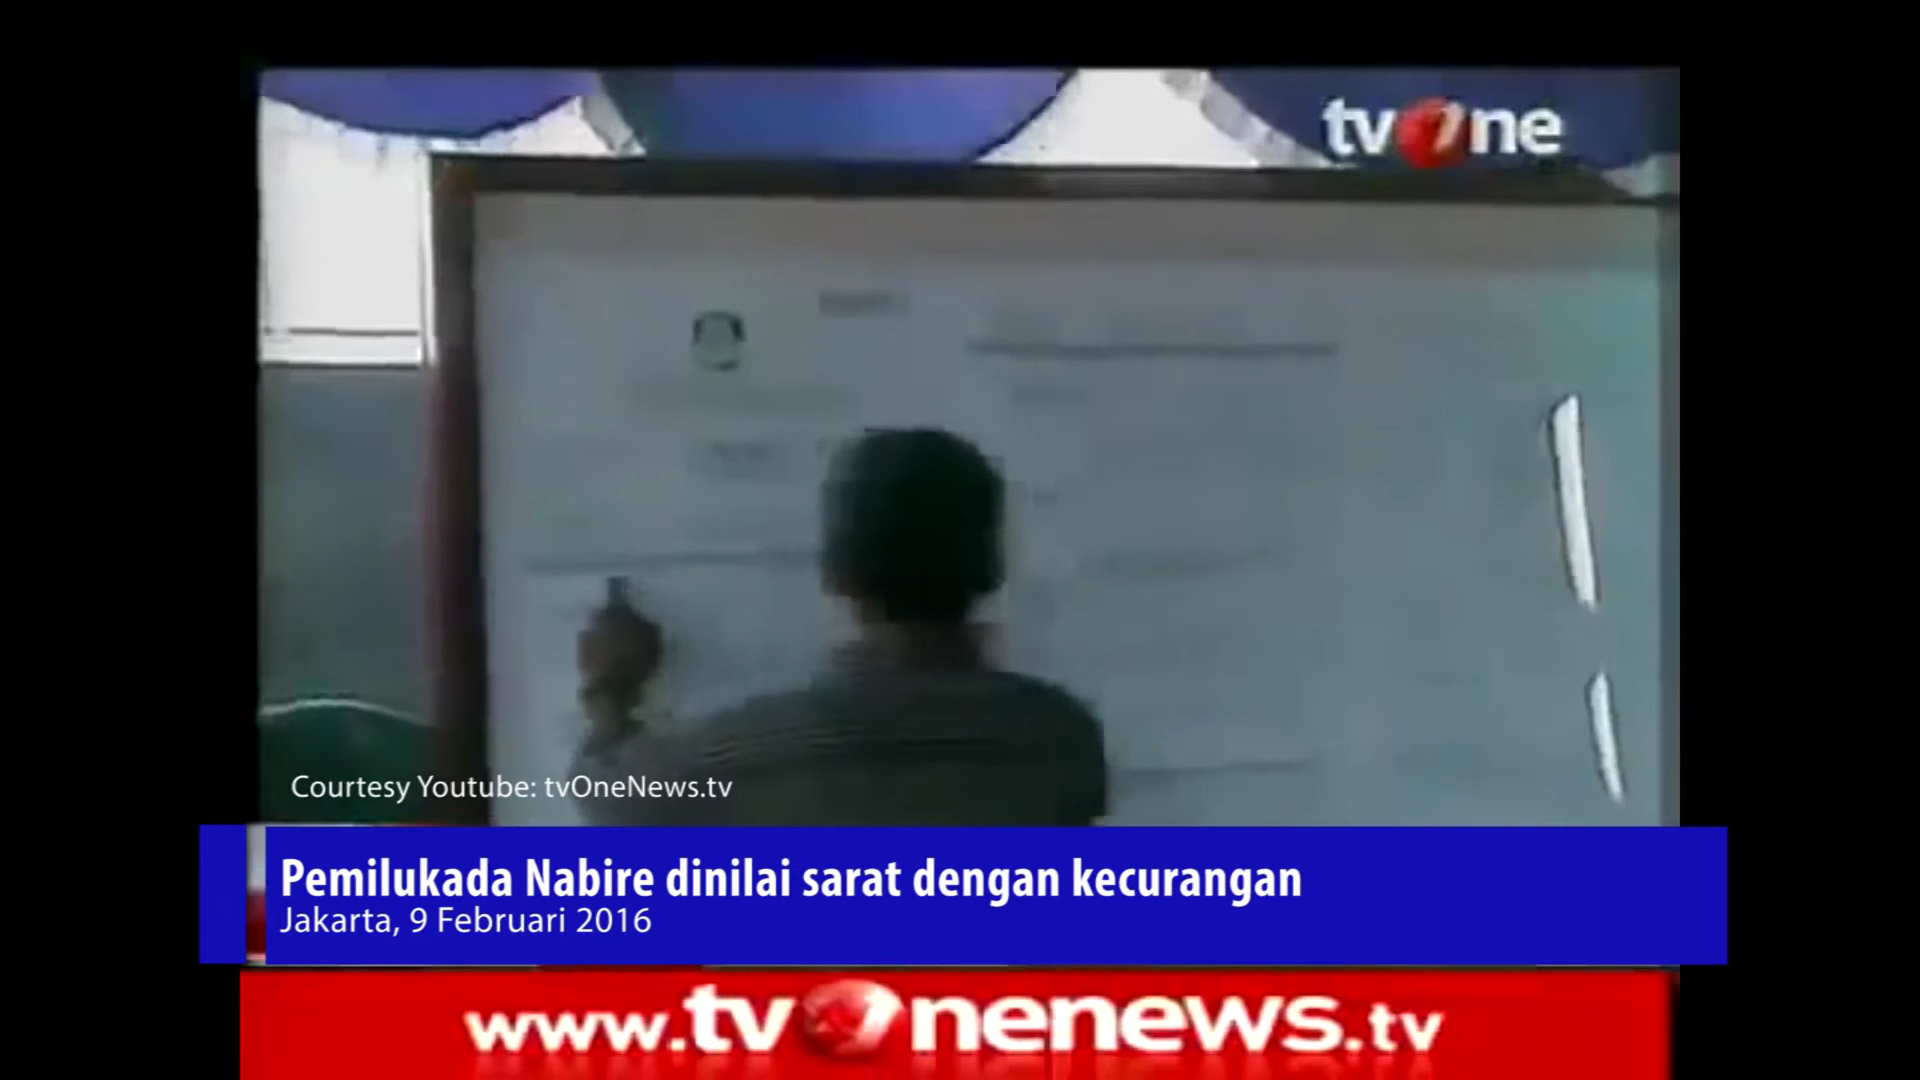 tvOne
Courtesy Youtube: tvOneNews.tv
Pemilukada Nabire dinilai sarat dengan kecurangan
Jakarta, 9 Februari 2016
www.tvOnenews.tv